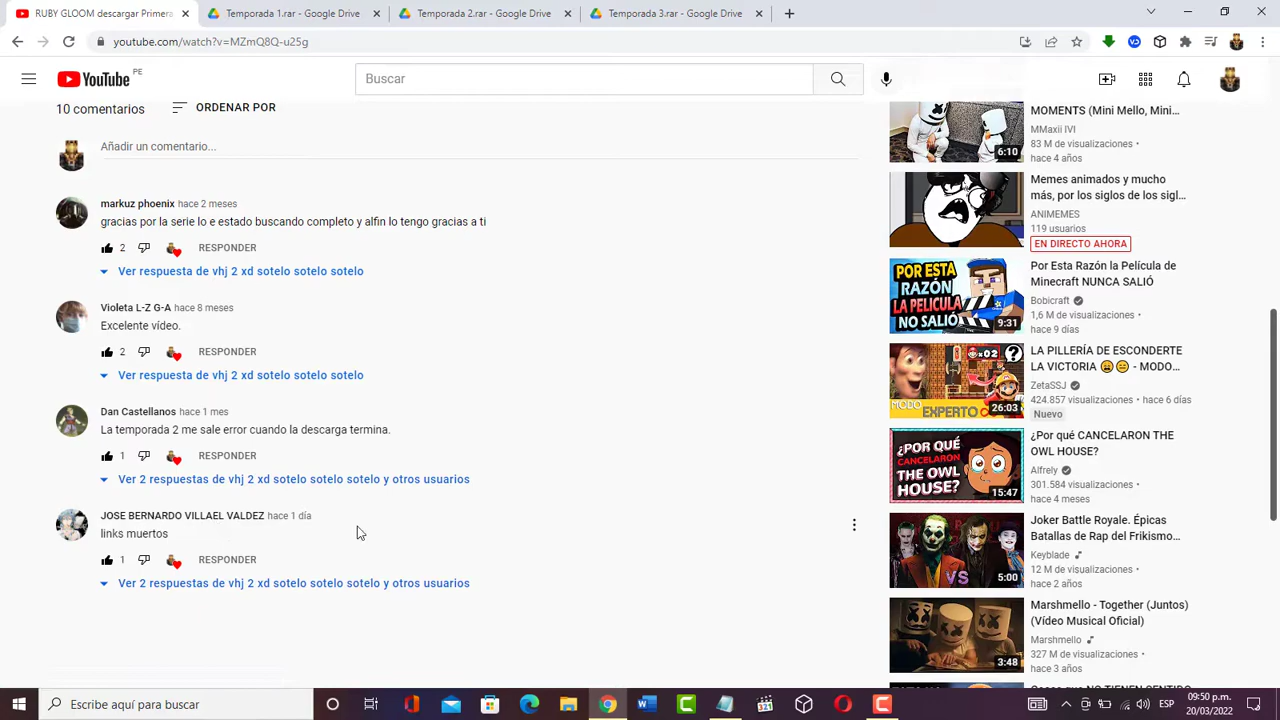 RUBY GLOOM descargar Primera
Temporada 1.rar - Google Drive
Temporada 2.rar - Google Drive
Temporada 3.rar - Google Drive
youtube.com/watch?v=MZmQ8Q-u25g
YouTube PE
Buscar
10 comentarios
ORDENAR POR
Añadir un comentario...
markuz phoenix hace 2 meses
gracias por la serie lo e estado buscando completo y alfin lo tengo gracias a ti
2 RESPONDER
Ver respuesta de vhj 2 xd sotelo sotelo sotelo
Violeta L-Z G-A hace 8 meses
Excelente vídeo.
2 RESPONDER
Ver respuesta de vhj 2 xd sotelo sotelo sotelo
Dan Castellanos hace 1 mes
La temporada 2 me sale error cuando la descarga termina.
1 RESPONDER
Ver 2 respuestas de vhj 2 xd sotelo sotelo sotelo y otros usuarios
JOSE BERNARDO VILLAEL VALDEZ hace 1 día
links muertos
1 RESPONDER
Ver 2 respuestas de vhj 2 xd sotelo sotelo sotelo y otros usuarios
6:10
MOMENTS (Mini Mello, Mini...
MMaxii IVI
83 M de visualizaciones •
hace 4 años
Memes animados y mucho
más, por los siglos de los sigl...
ANIMEMES
119 usuarios
EN DIRECTO AHORA
POR ESTA
RAZÓN
LA PELICULA
NO SALIÓ
9:31
Por Esta Razón la Película de
Minecraft NUNCA SALIÓ
Bobicraft
1,6 M de visualizaciones •
hace 9 días
x02
MODO
EXPERTO
26:03
LA PILLERÍA DE ESCONDERTE
LA VICTORIA 😩😑 - MODO...
ZetaSSJ
424.857 visualizaciones • hace 6 días
Nuevo
¿POR QUÉ
CANCELARON
THE OWL
HOUSE?
15:47
¿Por qué CANCELARON THE
OWL HOUSE?
Alfrely
301.584 visualizaciones •
hace 4 meses
VS
5:00
Joker Battle Royale. Épicas
Batallas de Rap del Frikismo...
Keyblade
12 M de visualizaciones •
hace 2 años
3:48
Marshmello - Together (Juntos)
(Vídeo Musical Oficial)
Marshmello
327 M de visualizaciones •
hace 3 años
Escribe aquí para buscar
ESP
09:50 p.m.
20/03/2022